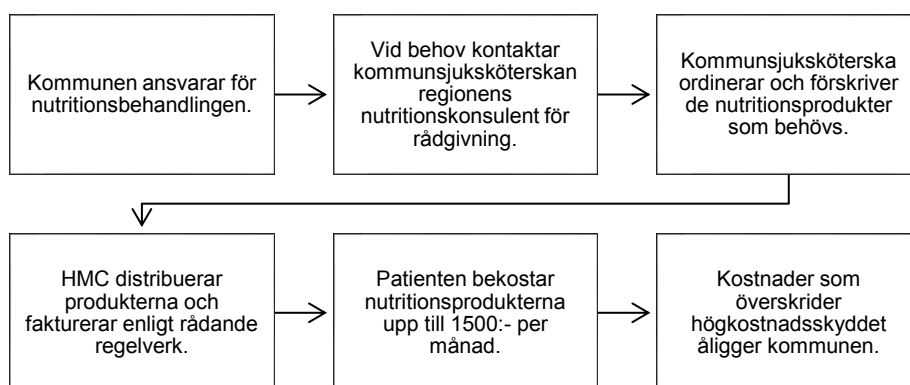 Kommunen ansvarar för
nutritionsbehandlingen.
Vid behov kontaktar
kommunsjuksköterskan
regionens
nutritionskonsulent för
rådgivning.
Kommunsjuksköterska
ordinerar och förskriver
de nutritionsprodukter
som behövs.
HMC distribuerar
produkterna och
fakturerar enligt rådande
regelverk.
Patienten bekostar
nutritionsprodukterna
upp till 1500:- per
månad.
Kostnader som
överskrider
högkostnadsskyddet
åligger kommunen.